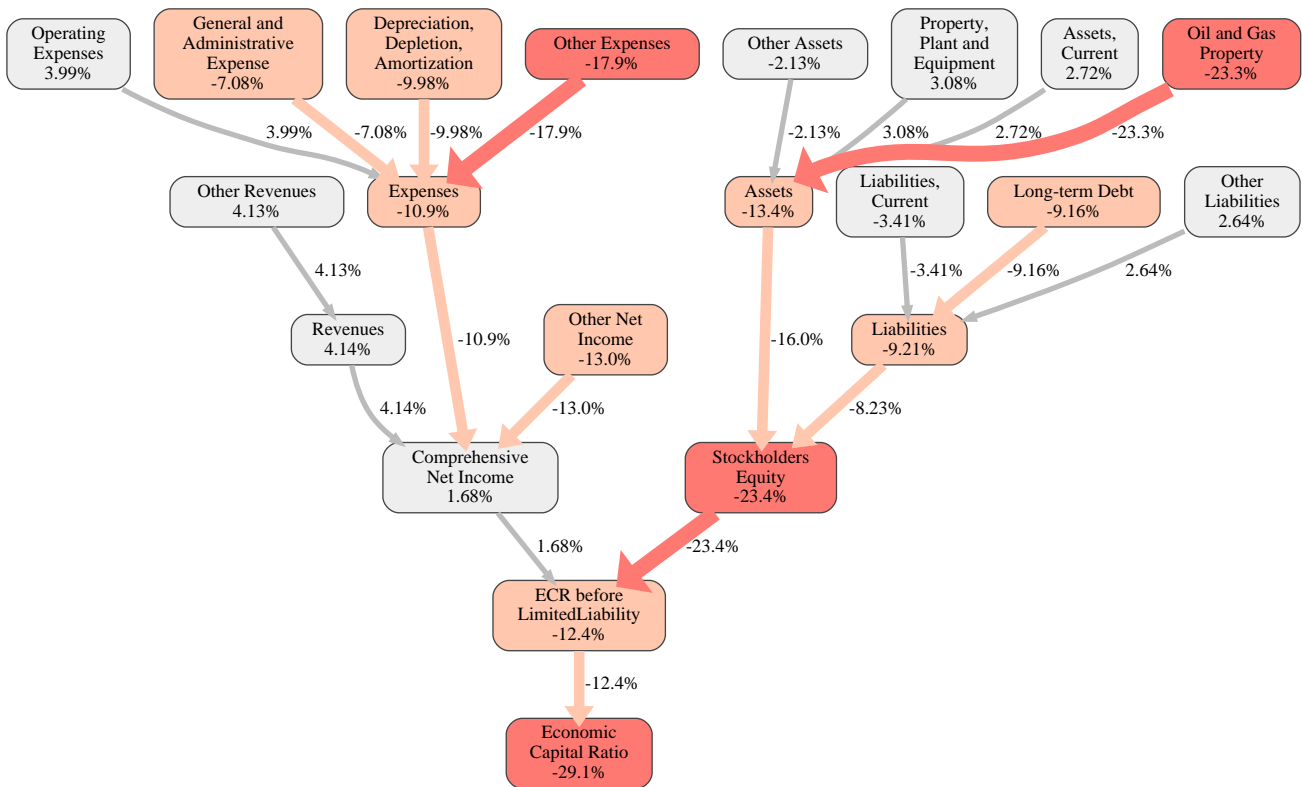 Operating
Expenses
3.99%
General and
Administrative
Expense
-7.08%
Depreciation,
Depletion,
Amortization
-9.98%
Other Expenses
-17.9%
Other Assets
-2.13%
Property,
Plant and
Equipment
3.08%
Assets,
Current
2.72%
Oil and Gas
Property
-23.3%
3.99%
-7.08%
-9.98%
-17.9%
-2.13%
3.08%
2.72%
-23.3%
Other Revenues
4.13%
Expenses
-10.9%
Assets
-13.4%
Liabilities,
Current
-3.41%
Long-term Debt
-9.16%
Other
Liabilities
2.64%
4.13%
-3.41%
-9.16%
2.64%
Revenues
4.14%
-10.9%
Other Net
Income
-13.0%
-16.0%
Liabilities
-9.21%
4.14%
-13.0%
-8.23%
Comprehensive
Net Income
1.68%
Stockholders
Equity
-23.4%
1.68%
-23.4%
ECR before
LimitedLiability
-12.4%
-12.4%
Economic
Capital Ratio
-29.1%